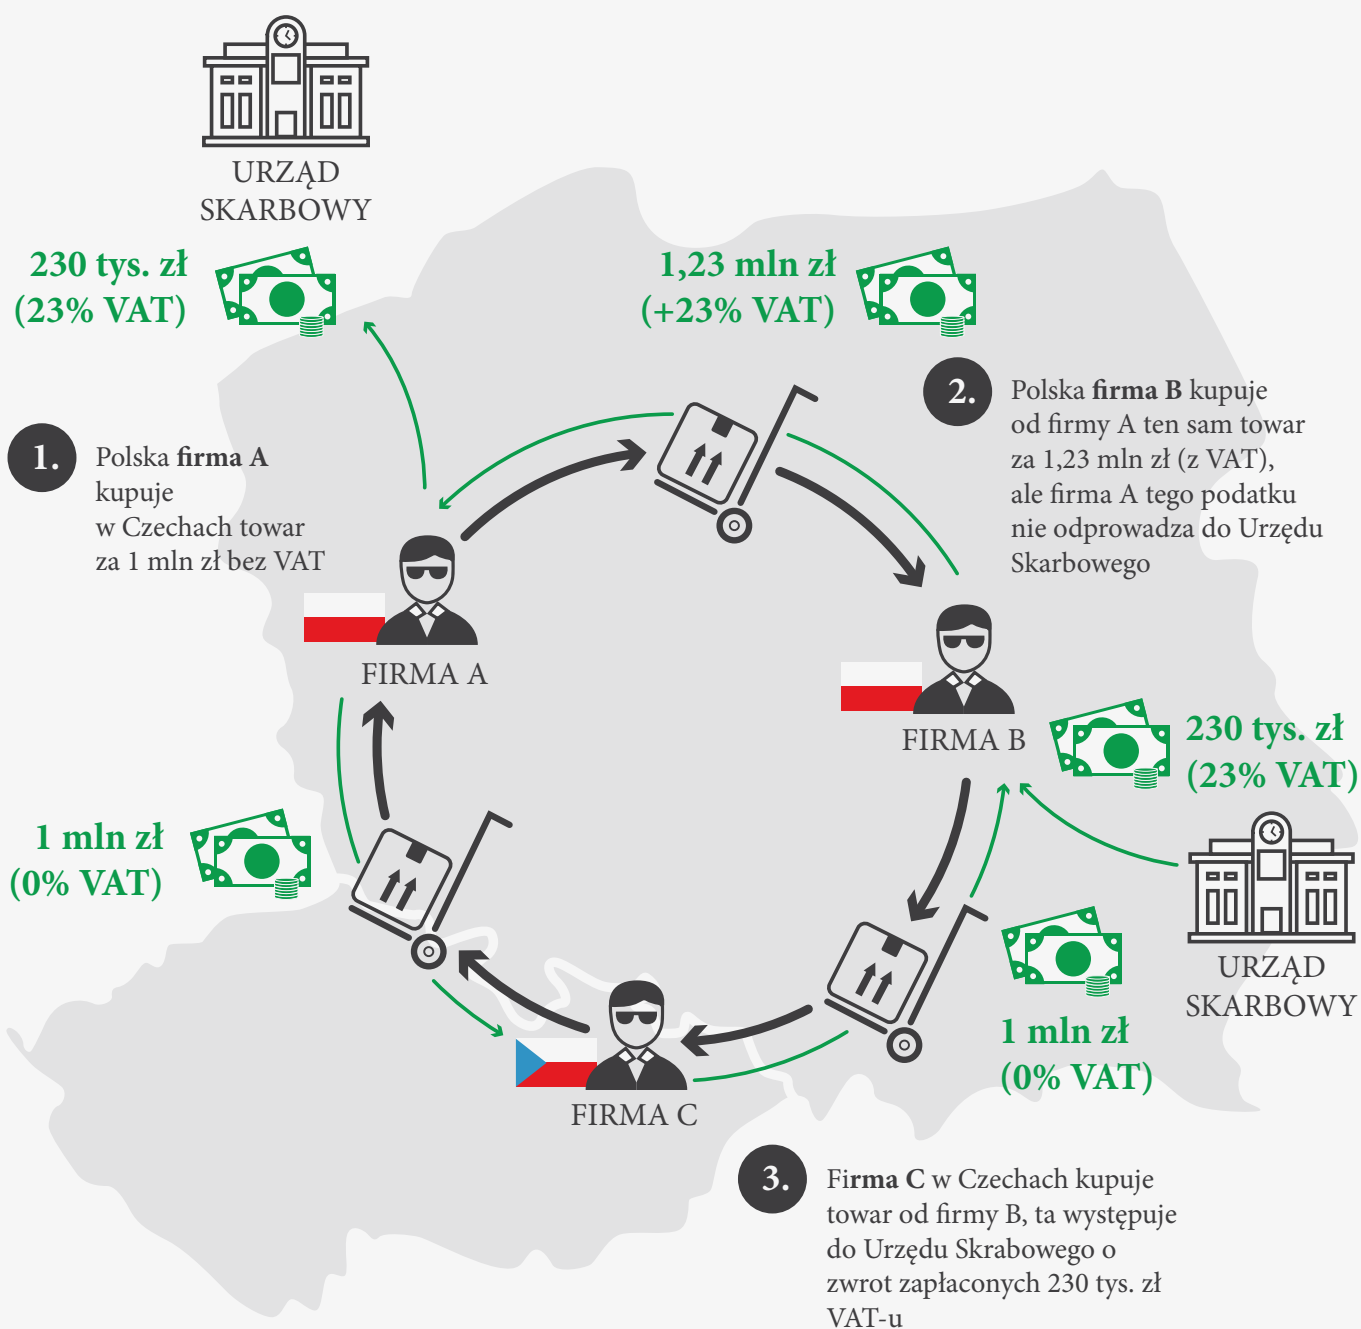 URZĄD
SKARBOWY
230 tys. zł
(23% VAT)
1,23 mln zł
(+23% VAT)
1.
Polska firma A
kupuje
w Czechach towar
za 1 mln zł bez VAT
2.
Polska firma B kupuje
od firmy A ten sam towar
za 1,23 mln zł (z VAT),
ale firma A tego podatku
nie odprowadza do Urzędu
Skarbowego
FIRMA A
FIRMA B
230 tys. zł
(23% VAT)
1 mln zł
(0% VAT)
URZĄD
SKARBOWY
1 mln zł
(0% VAT)
FIRMA C
3.
Firma C w Czechach kupuje
towar od firmy B, ta występuje
do Urzędu Skrabowego o
zwrot zapłaconych 230 tys. zł
VAT-u